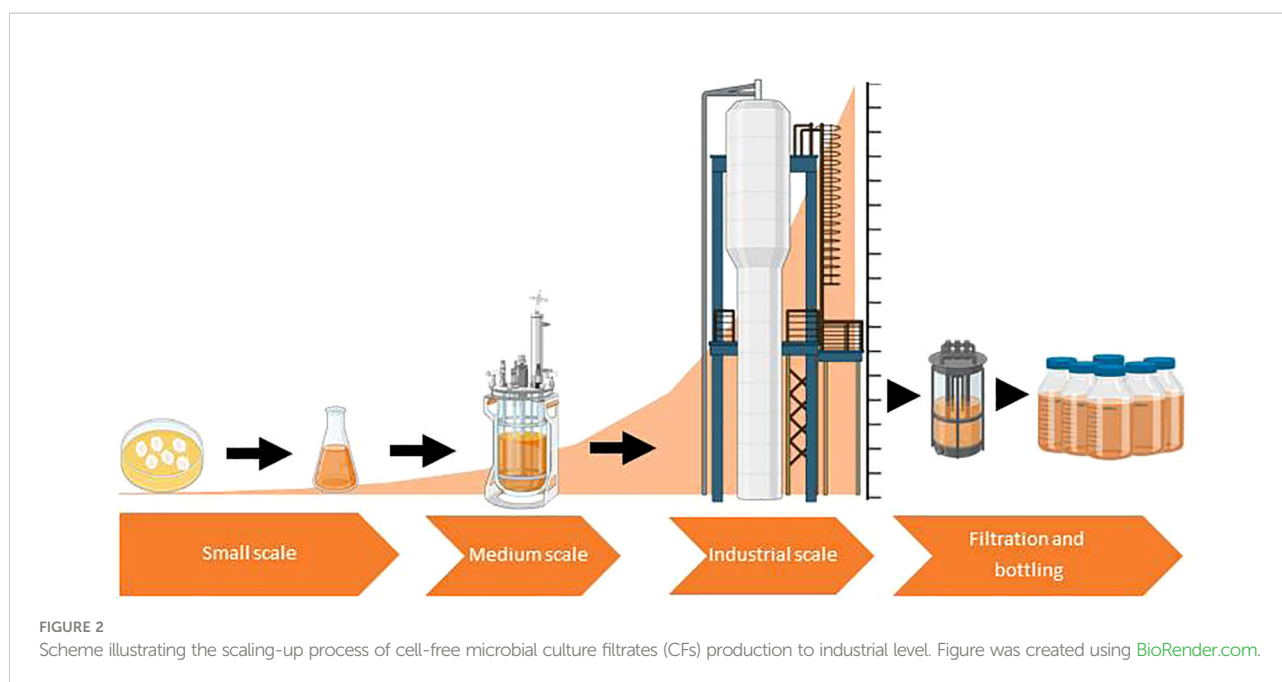 Small scale
Medium scale
Industrial scale
Filtration and
bottling
FIGURE 2
Scheme illustrating the scaling-up process of cell-free microbial culture filtrates (CFs) production to industrial level. Figure was created using BioRender.com.